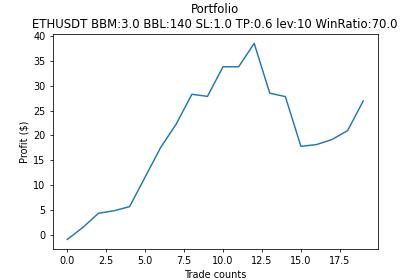 Portfolio
ETHUSDT BBM:3.0 BBL:140 SL:1.0 TP:0.6 lev:10 WinRatio:70.0
40
35
30
25
20
15
10
5
0
Profit ($)
0.0 2.5 5.0 7.5 10.0 12.5 15.0 17.5
Trade counts